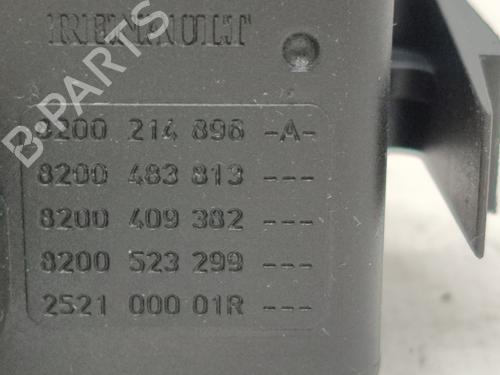 RENAULT
B-PARTS
8200 214 896 -A-
8200 483 813 ---
8200 409 382 ---
8200 523 299 ---
2521 000 01R ---